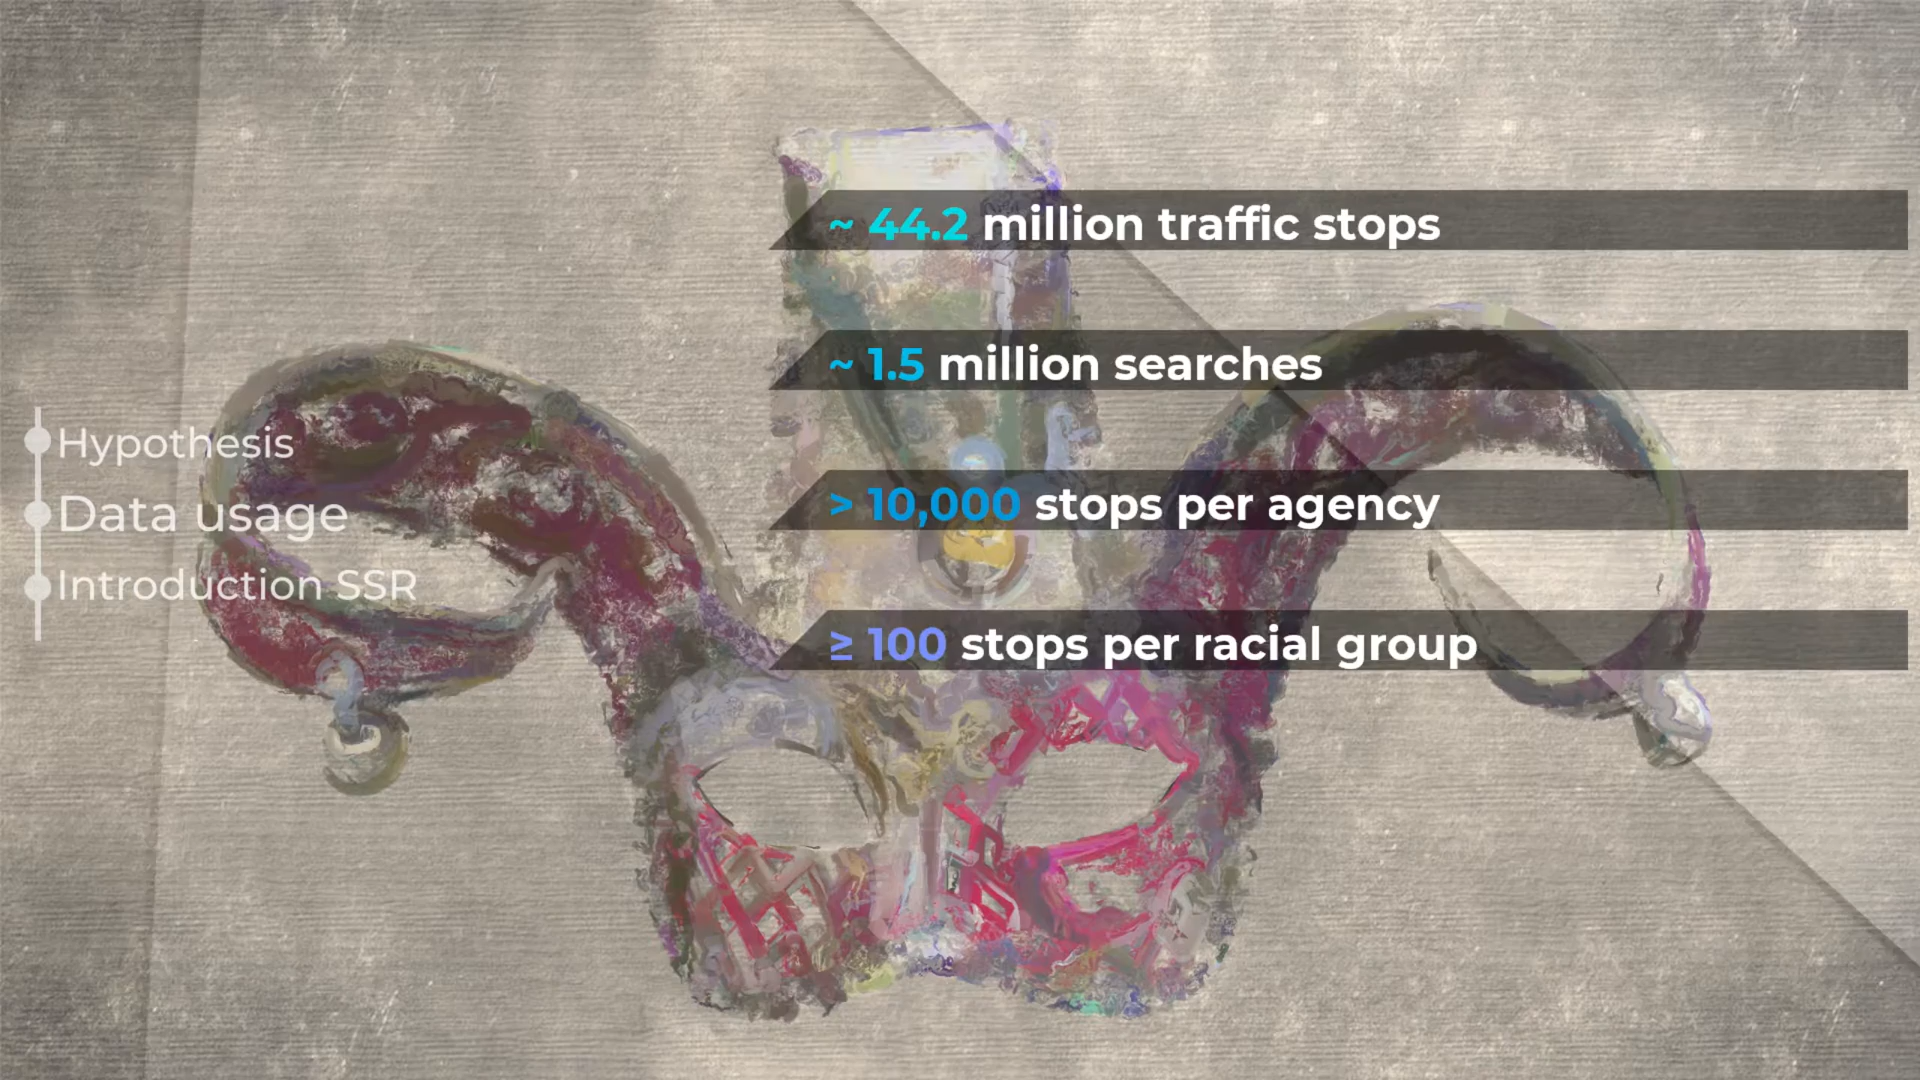 Hypothesis
Data usage
Introduction SSR
~ 44.2 million traffic stops
~ 1.5 million searches
> 10,000 stops per agency
≥ 100 stops per racial group